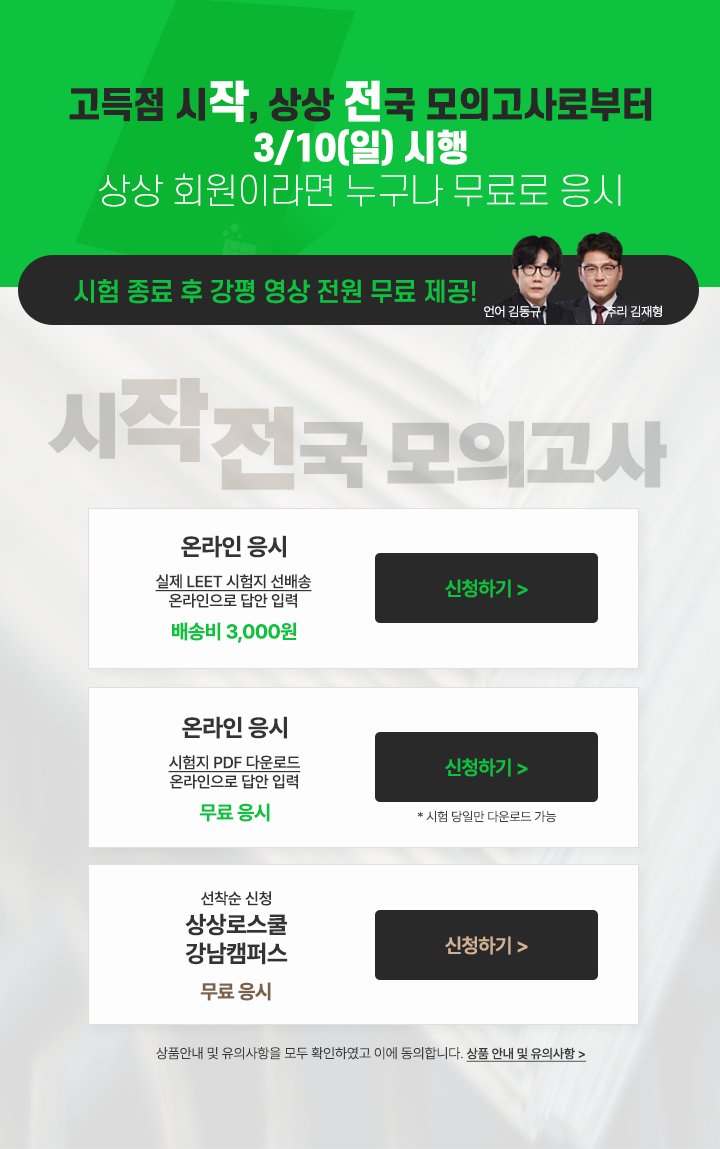 고득점 시작, 상상 전국 모의고사로부터
3/10(일) 시행
상상 회원이라면 누구나 무료로 응시
시험 종료 후 강평 영상 전원 무료 제공!
언어 김동규
추리 김재형
시작전국 모의고사
온라인 응시
실제 LEET 시험지 선배송
온라인으로 답안 입력
배송비 3,000원
신청하기 >
온라인 응시
시험지 PDF 다운로드
온라인으로 답안 입력
무료 응시
신청하기 >
* 시험 당일만 다운로드 가능
선착순 신청
상상로스쿨
강남캠퍼스
무료 응시
신청하기 >
상품안내 및 유의사항을 모두 확인하였고 이에 동의합니다. 상품 안내 및 유의사항 >